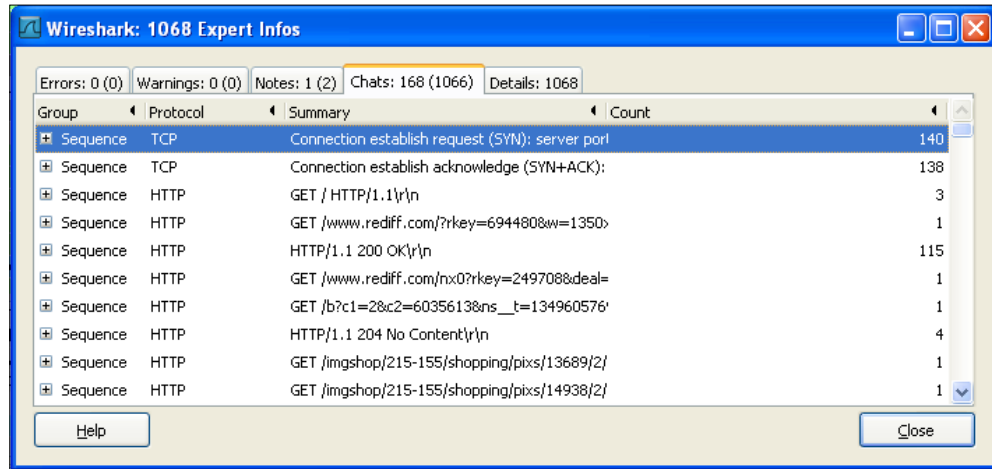 Wireshark: 1068 Expert Infos
Errors: 0 (0) Warnings: 0 (0) Notes: 1 (2) Chats: 168 (1066) Details: 1068
Group Protocol Summary Count
Sequence TCP Connection establish request (SYN): server port 140
Sequence TCP Connection establish acknowledge (SYN+ACK): 138
Sequence HTTP GET / HTTP/1.1\r\n 3
Sequence HTTP GET /www.rediff.com/?rkey=694480&w=1350x 1
Sequence HTTP HTTP/1.1 200 OK\r\n 115
Sequence HTTP GET /www.rediff.com/nx0?rkey=249708&deal= 1
Sequence HTTP GET /b?c1=2&c2=6035613&ns__t=134960576 1
Sequence HTTP HTTP/1.1 204 No Content\r\n 4
Sequence HTTP GET /imgshop/215-155/shopping/pixs/13689/2/ 1
Sequence HTTP GET /imgshop/215-155/shopping/pixs/14938/2/ 1
Help Close